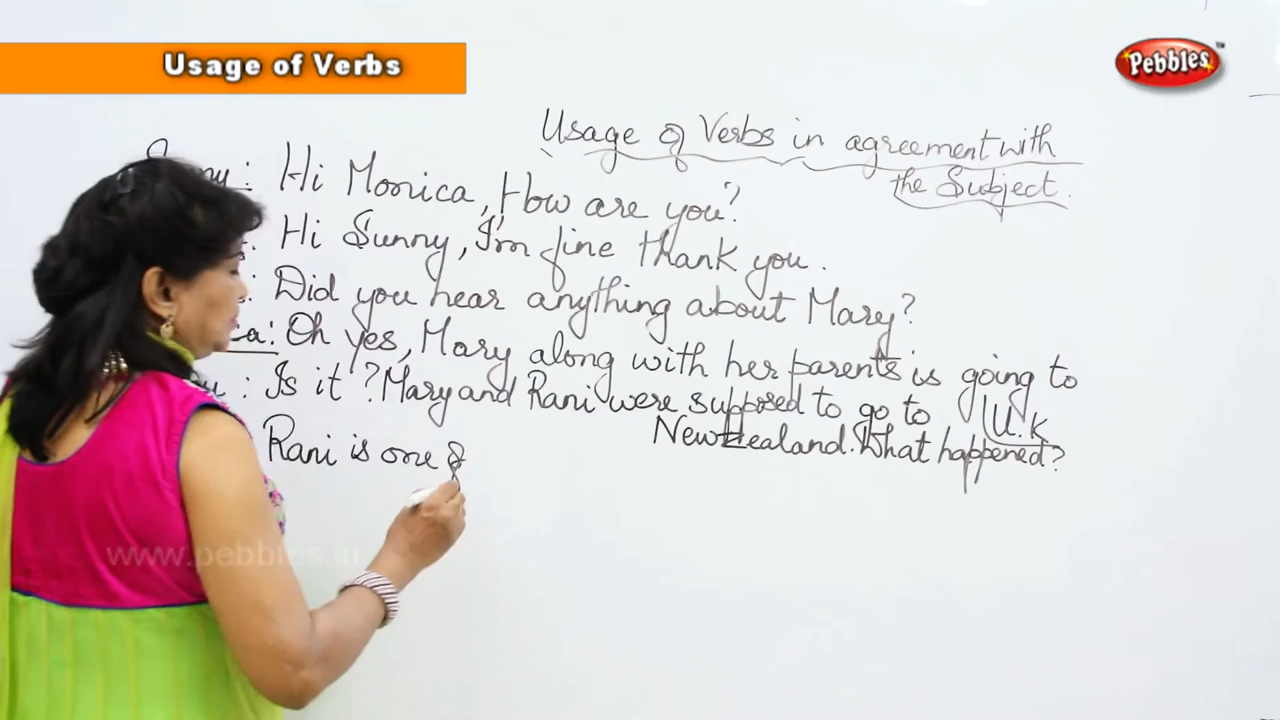 Usage of Verbs
Pebbles™
Usage of Verbs in agreement with
the Subject.
: Hi Monica, How are you?
: Hi Sunny, I'm fine thank you.
: Did you hear anything about Mary?
: Oh yes, Mary along with her parents is going to
U.K
: Is it? Mary and Rani were supposed to go to
New Zealand. What happened?
Rani is one of
www.pebbles.in